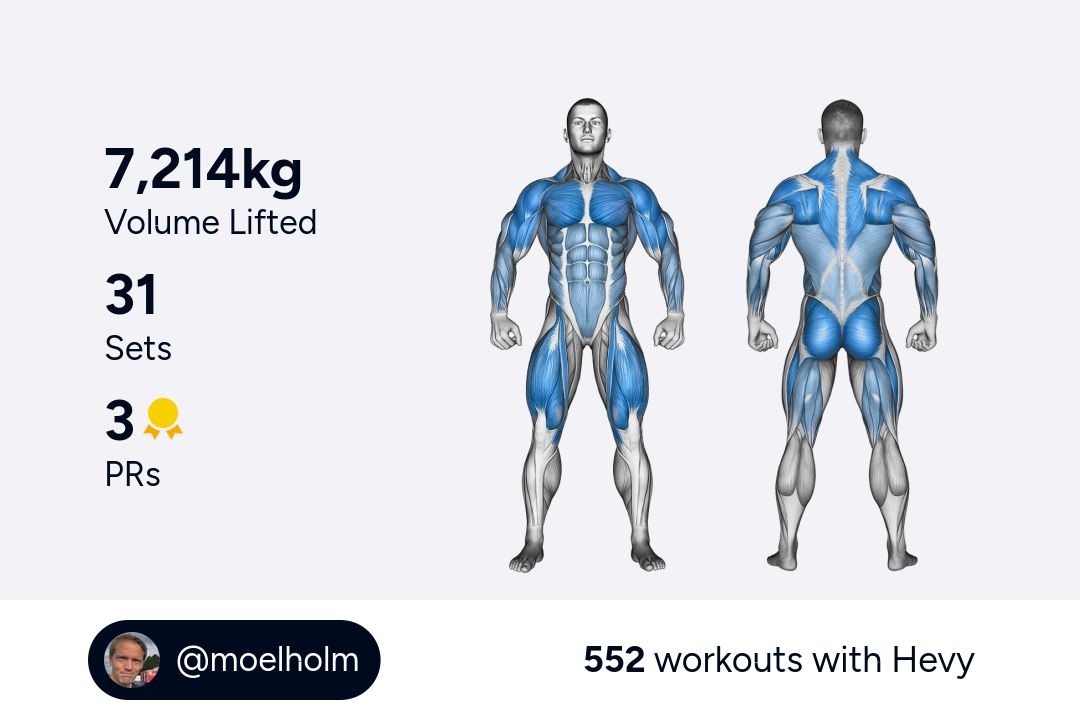 7,214kg
Volume Lifted
31
Sets
3
PRs
@moelholm
552 workouts with Hevy